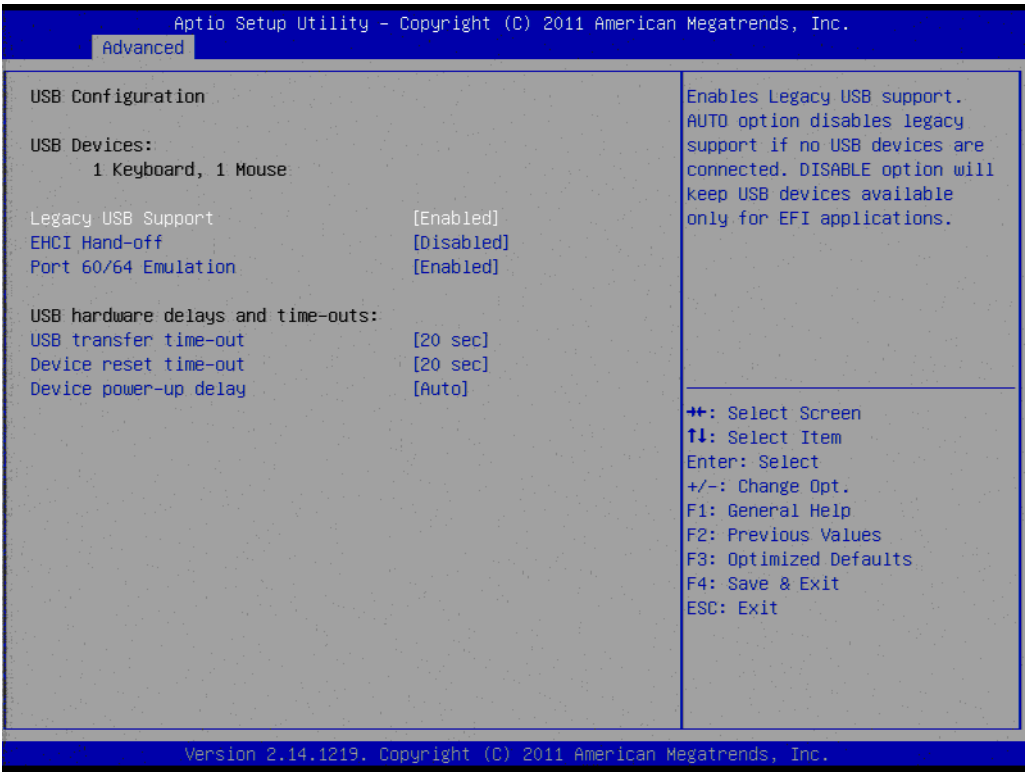 Aptio Setup Utility – Copyright (C) 2011 American Megatrends, Inc.
Advanced
USB Configuration
USB Devices:
1 Keyboard, 1 Mouse
Legacy USB Support [Enabled]
EHCI Hand-off [Disabled]
Port 60/64 Emulation [Enabled]
USB hardware delays and time-outs:
USB transfer time-out [20 sec]
Device reset time-out [20 sec]
Device power-up delay [Auto]
Enables Legacy USB support.
AUTO option disables legacy
support if no USB devices are
connected. DISABLE option will
keep USB devices available
only for EFI applications.
→←: Select Screen
↑↓: Select Item
Enter: Select
+/-: Change Opt.
F1: General Help
F2: Previous Values
F3: Optimized Defaults
F4: Save & Exit
ESC: Exit
Version 2.14.1219. Copyright (C) 2011 American Megatrends, Inc.